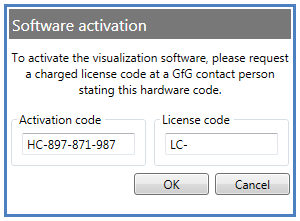 Software activation
To activate the visualization software, please request
a charged license code at a GfG contact person
stating this hardware code.
Activation code
HC-897-871-987
License code
LC-
OK
Cancel